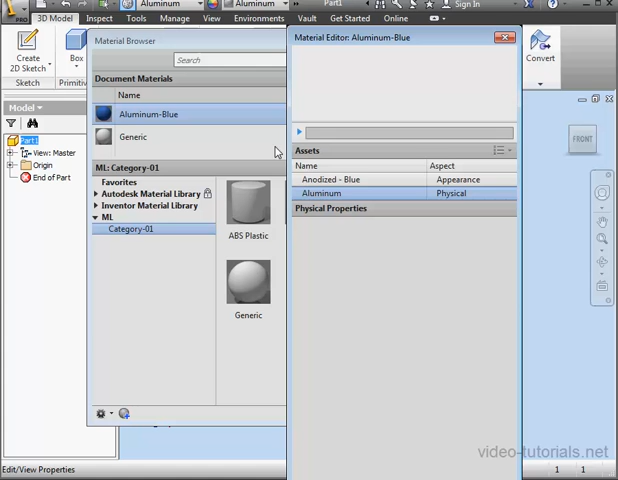 Aluminum
Aluminum
Part1
Sign In
PRO
3D Model
Inspect
Tools
Manage
View
Environments
Vault
Get Started
Online
Create
2D Sketch
Box
Convert
Sketch
Primitiv
Model
Part1
View: Master
Origin
End of Part
Material Browser
Search
Document Materials
Name
Aluminum-Blue
Generic
ML: Category-01
Favorites
Autodesk Material Library
Inventor Material Library
ML
Category-01
ABS Plastic
Generic
Material Editor: Aluminum-Blue
Assets
Name Aspect
Anodized - Blue Appearance
Aluminum Physical
Physical Properties
FRONT
video-tutorials.net
Edit/View Properties
1 1